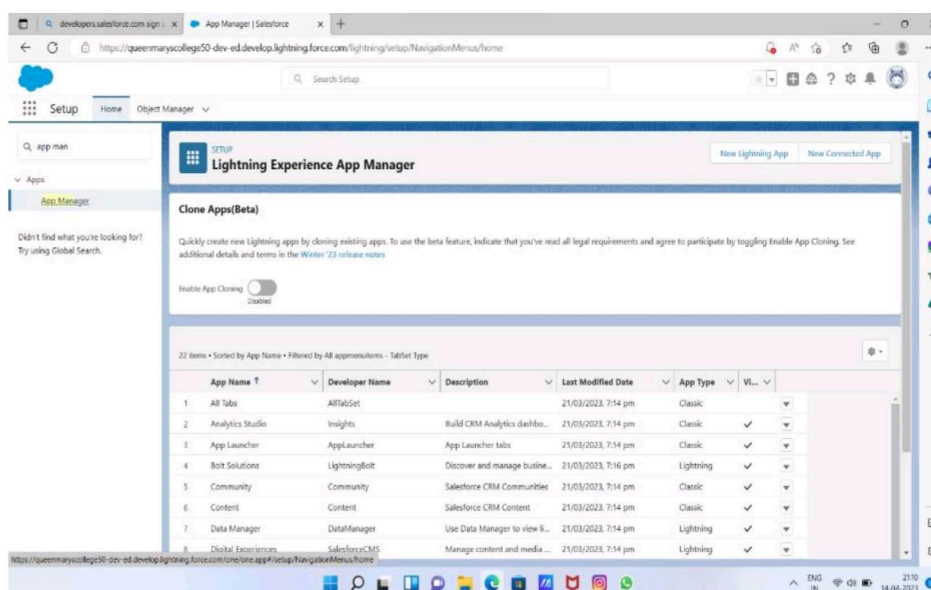 developers.salesforce.com sign u
App Manager | Salesforce
https://queenmaryscollege50-dev-ed.develop.lightning.force.com/lightning/setup/NavigationMenus/home
Search Setup
Setup
Home
Object Manager
app man
Apps
App Manager
Didn't find what you're looking for?
Try using Global Search.
SETUP
Lightning Experience App Manager
New Lightning App
New Connected App
Clone Apps(Beta)
Quickly create new Lightning apps by cloning existing apps. To use the beta feature, indicate that you've read all legal requirements and agree to participate by toggling Enable App Cloning. See
additional details and terms in the Winter '23 release notes
Enable App Cloning
Disabled
22 items • Sorted by App Name • Filtered by All appmenuitems - TabSet Type
App Name ↑ Developer Name Description Last Modified Date App Type Vi...
1 All Tabs AllTabSet 21/03/2023, 7:14 pm Classic
2 Analytics Studio Insights Build CRM Analytics dashbo... 21/03/2023, 7:14 pm Classic
3 App Launcher AppLauncher App Launcher tabs 21/03/2023, 7:14 pm Classic
4 Bolt Solutions LightningBolt Discover and manage busine... 21/03/2023, 7:16 pm Lightning
5 Community Community Salesforce CRM Communities 21/03/2023, 7:14 pm Classic
6 Content Content Salesforce CRM Content 21/03/2023, 7:14 pm Classic
7 Data Manager DataManager Use Data Manager to view li... 21/03/2023, 7:14 pm Lightning
8 Digital Experiences SalesforceCMS Manage content and media ... 21/03/2023, 7:14 pm Lightning
https://queenmaryscollege50-dev-ed.develop.lightning.force.com/one/one.app#/setup/NavigationMenus/home
ENG
IN
21:10
14-04-2023